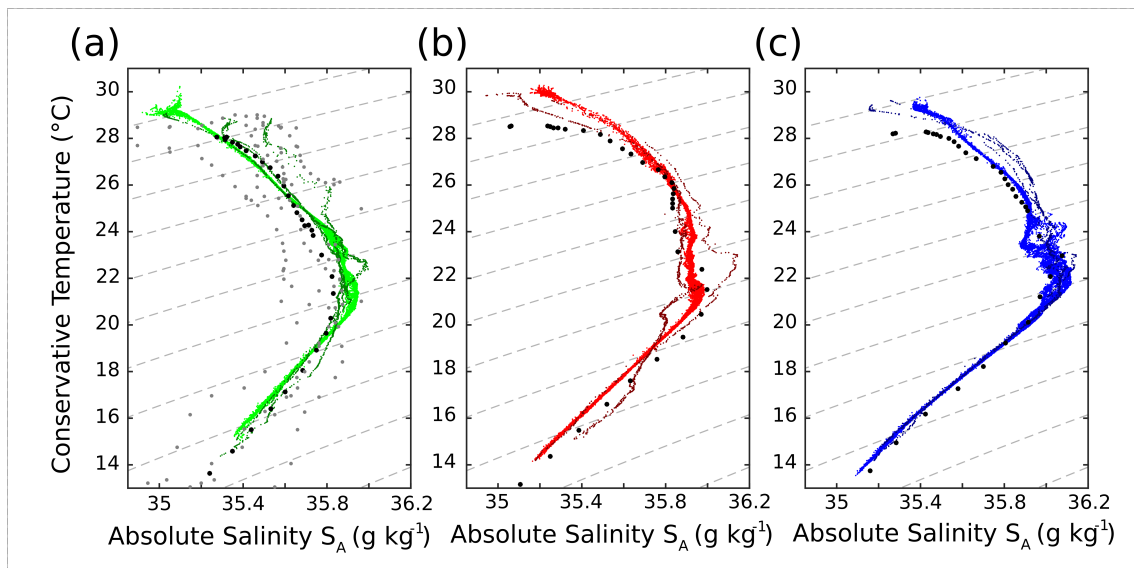 (a) (b) (c)
30 30 30
28 28 28
26 26 26
24 24 24
22 22 22
20 20 20
18 18 18
16 16 16
14 14 14
35 35.4 35.8 36.2 35 35.4 35.8 36.2 35 35.4 35.8 36.2
Conservative Temperature (°C)
Absolute Salinity S_A (g kg⁻¹) Absolute Salinity S_A (g kg⁻¹) Absolute Salinity S_A (g kg⁻¹)